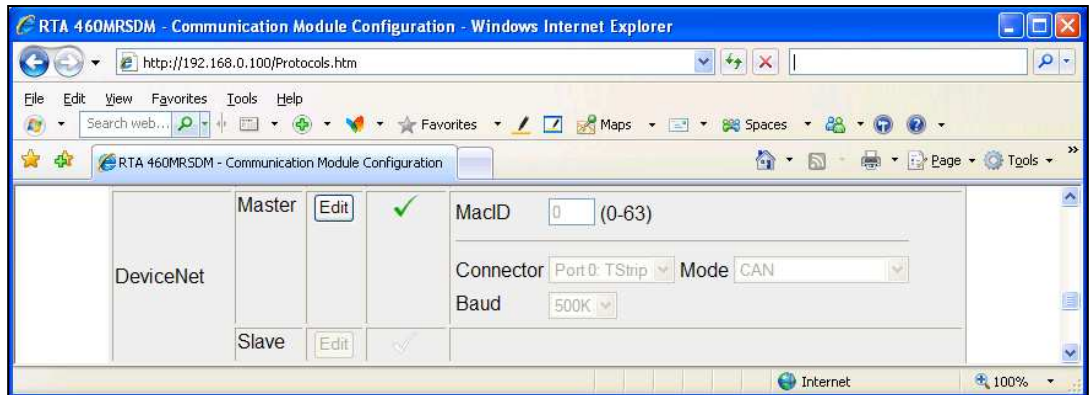 RTA 460MRSDM - Communication Module Configuration - Windows Internet Explorer
http://192.168.0.100/Protocols.htm
File Edit View Favorites Tools Help
Search web... Favorites Maps Spaces
RTA 460MRSDM - Communication Module Configuration Page Tools
DeviceNet
Master Edit MacID 0 (0-63)
Connector Port 0: TStrip Mode CAN
Baud 500K
Slave Edit
Internet 100%